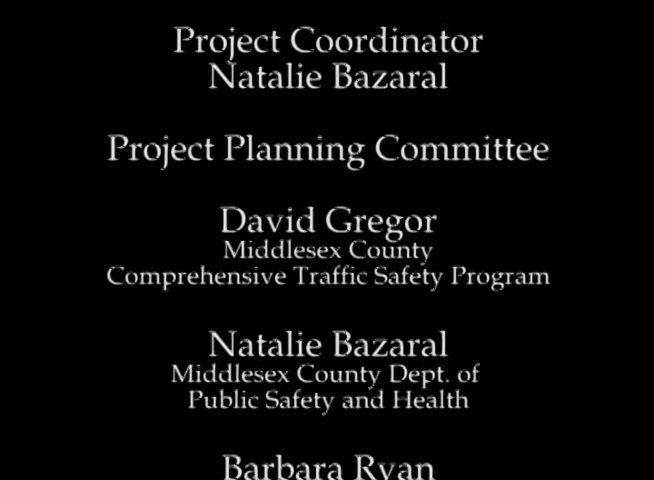 Project Coordinator
Natalie Bazaral
Project Planning Committee
David Gregor
Middlesex County
Comprehensive Traffic Safety Program
Natalie Bazaral
Middlesex County Dept. of
Public Safety and Health
Barbara Ryan